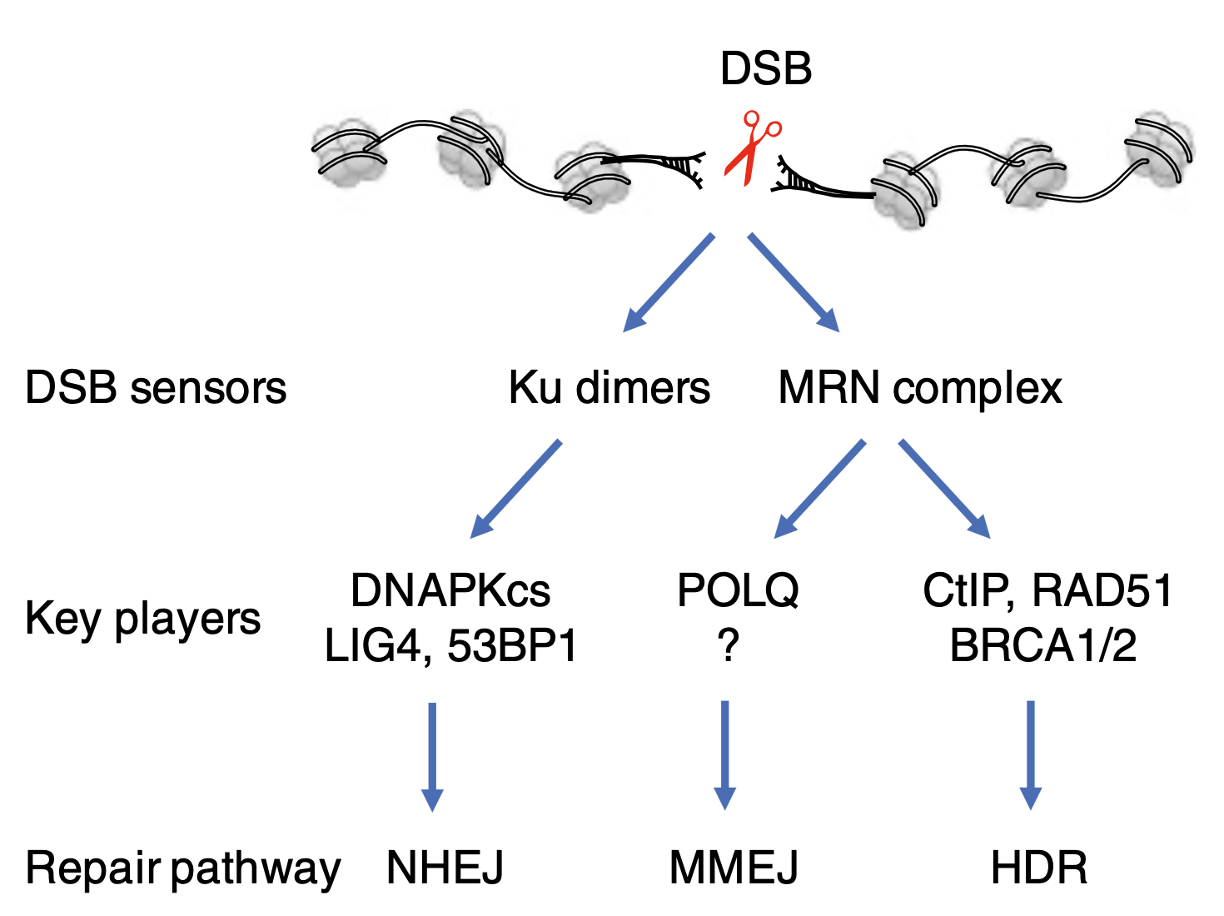 DSB
DSB sensors
Ku dimers
MRN complex
Key players
DNAPKcs
LIG4, 53BP1
POLQ
?
CtIP, RAD51
BRCA1/2
Repair pathway
NHEJ
MMEJ
HDR